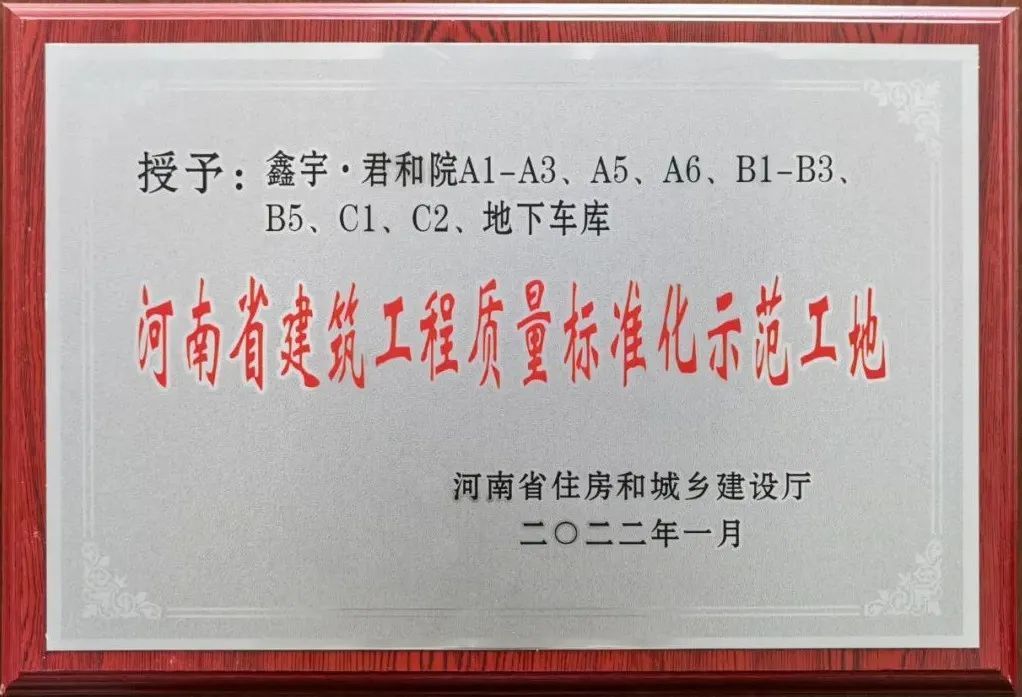 授予：鑫宇·君和院A1-A3、A5、A6、B1-B3、
B5、C1、C2、地下车库
河南省建筑工程质量标准化示范工地
河南省住房和城乡建设厅
二〇二二年一月